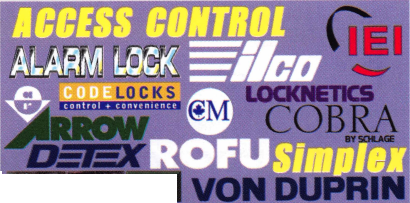 ACCESS CONTROL
IEI
ALARM LOCK
ilco
CODELOCKS
control + convenience
LOCKNETICS
CM
COBRA
BY SCHLAGE
ARROW
DETEX
ROFU
Simplex
VON DUPRIN